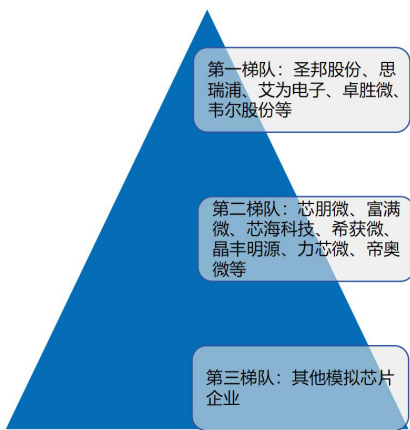 第一梯队：圣邦股份、思
瑞浦、艾为电子、卓胜微、
韦尔股份等
第二梯队：芯朋微、富满
微、芯海科技、希荻微、
晶丰明源、力芯微、帝奥
微等
第三梯队：其他模拟芯片
企业